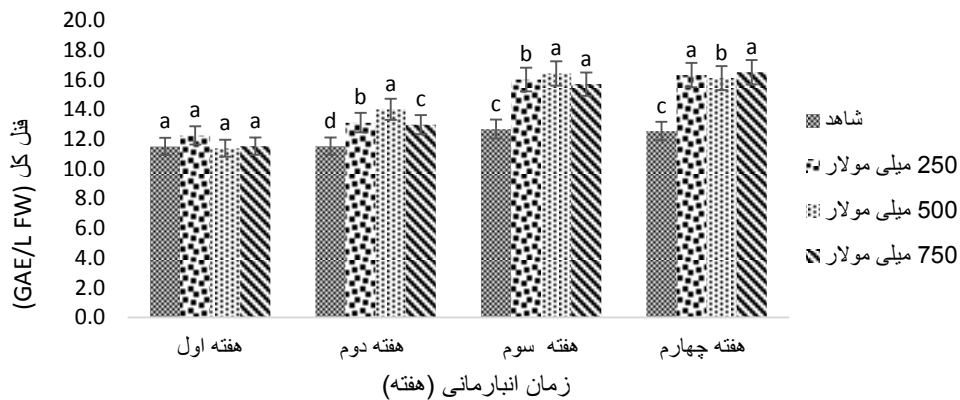 20.0
18.0
16.0
14.0
12.0
10.0
8.0
6.0
4.0
2.0
0.0
فنل کل (GAE/L FW)
a a a a
d b a c
c b a a
c a b a
هفته اول
هفته دوم
هفته سوم
هفته چهارم
زمان انبارمانی (هفته)
شاهد
250 میلی مولار
500 میلی مولار
750 میلی مولار